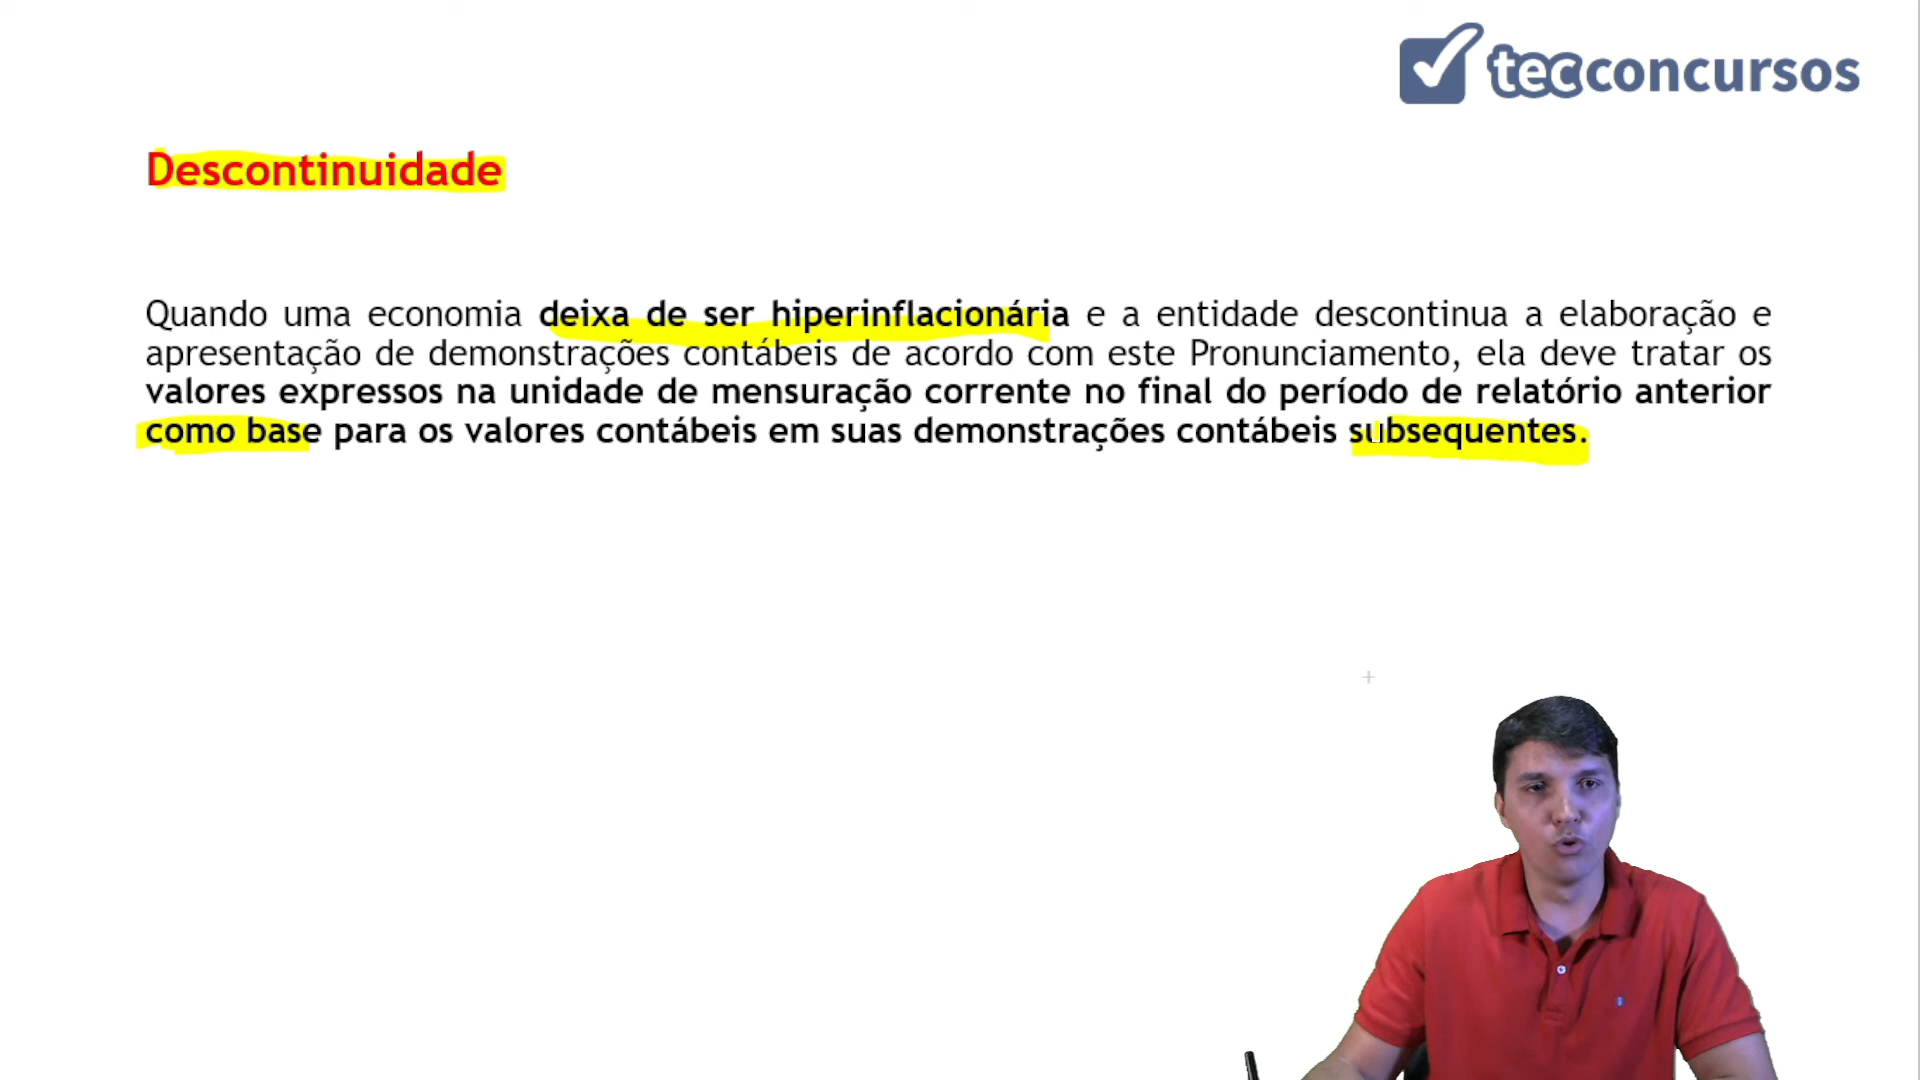 tecconcursos
Descontinuidade
Quando uma economia deixa de ser hiperinflacionária e a entidade descontinua a elaboração e
apresentação de demonstrações contábeis de acordo com este Pronunciamento, ela deve tratar os
valores expressos na unidade de mensuração corrente no final do período de relatório anterior
como base para os valores contábeis em suas demonstrações contábeis subsequentes.